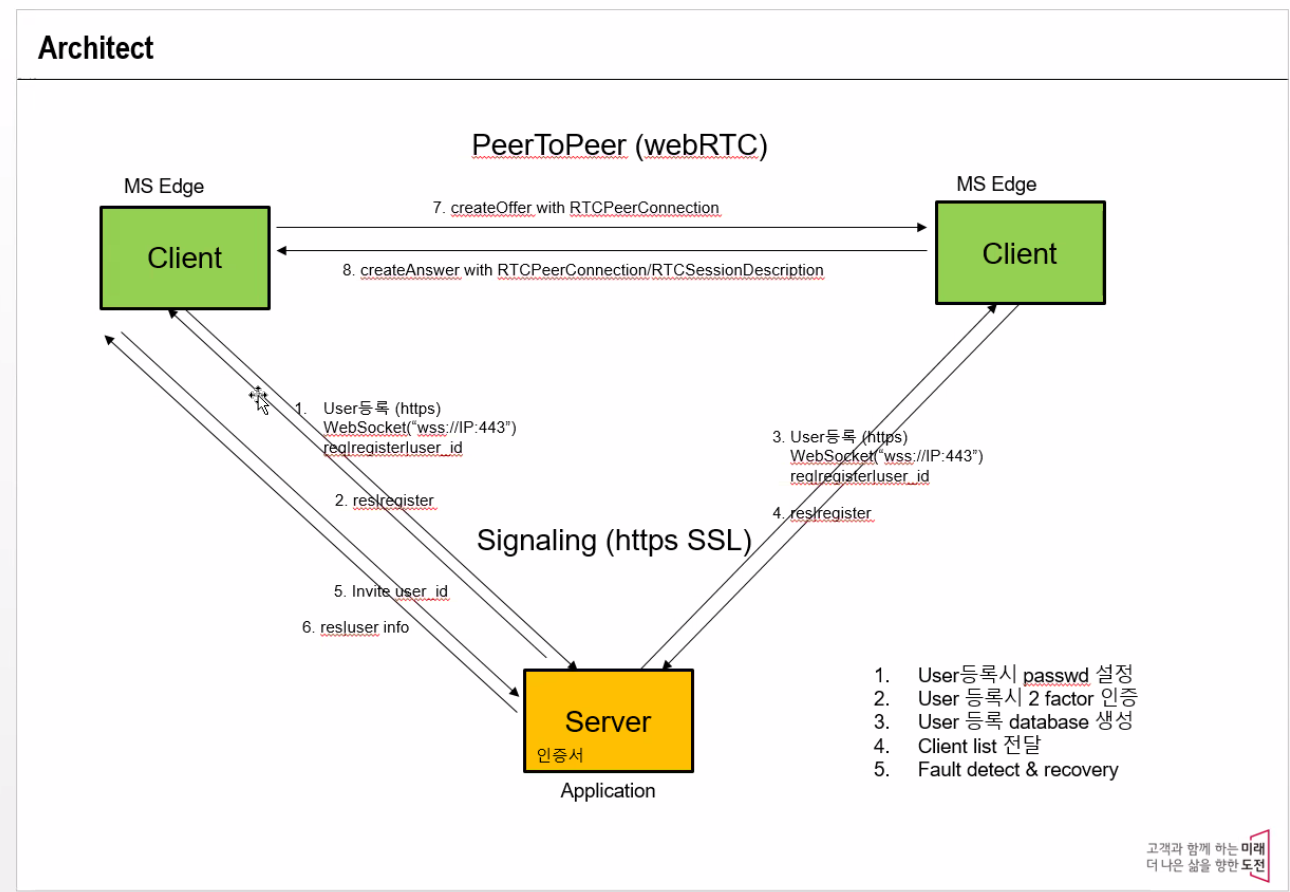 Architect
PeerToPeer (webRTC)
MS Edge
MS Edge
Client
Client
7. createOffer with RTCPeerConnection
8. createAnswer with RTCPeerConnection/RTCSessionDescription
1. User등록 (https)
WebSocket(“wss://IP:443”)
req|register|user_id
2. res|register
3. User등록 (https)
WebSocket(“wss://IP:443”)
req|register|user_id
4. res|register
Signaling (https SSL)
5. Invite user_id
6. res|user info
Server
인증서
Application
1. User등록시 passwd 설정
2. User 등록시 2 factor 인증
3. User 등록 database 생성
4. Client list 전달
5. Fault detect & recovery
고객과 함께 하는 미래
더 나은 삶을 향한 도전